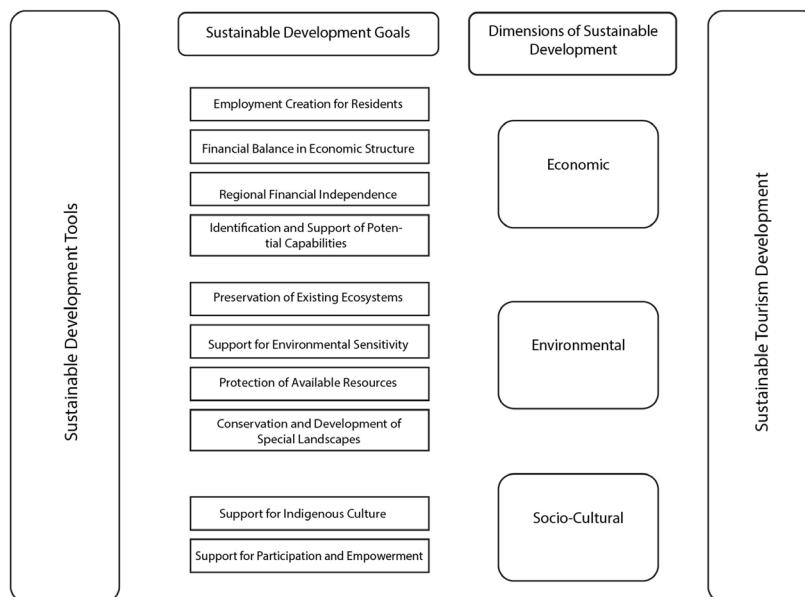 Sustainable Development Tools
Sustainable Development Goals
Employment Creation for Residents
Financial Balance in Economic Structure
Regional Financial Independence
Identification and Support of Poten-
tial Capabilities
Preservation of Existing Ecosystems
Support for Environmental Sensitivity
Protection of Available Resources
Conservation and Development of
Special Landscapes
Support for Indigenous Culture
Support for Participation and Empowerment
Dimensions of Sustainable
Development
Economic
Environmental
Socio-Cultural
Sustainable Tourism Development